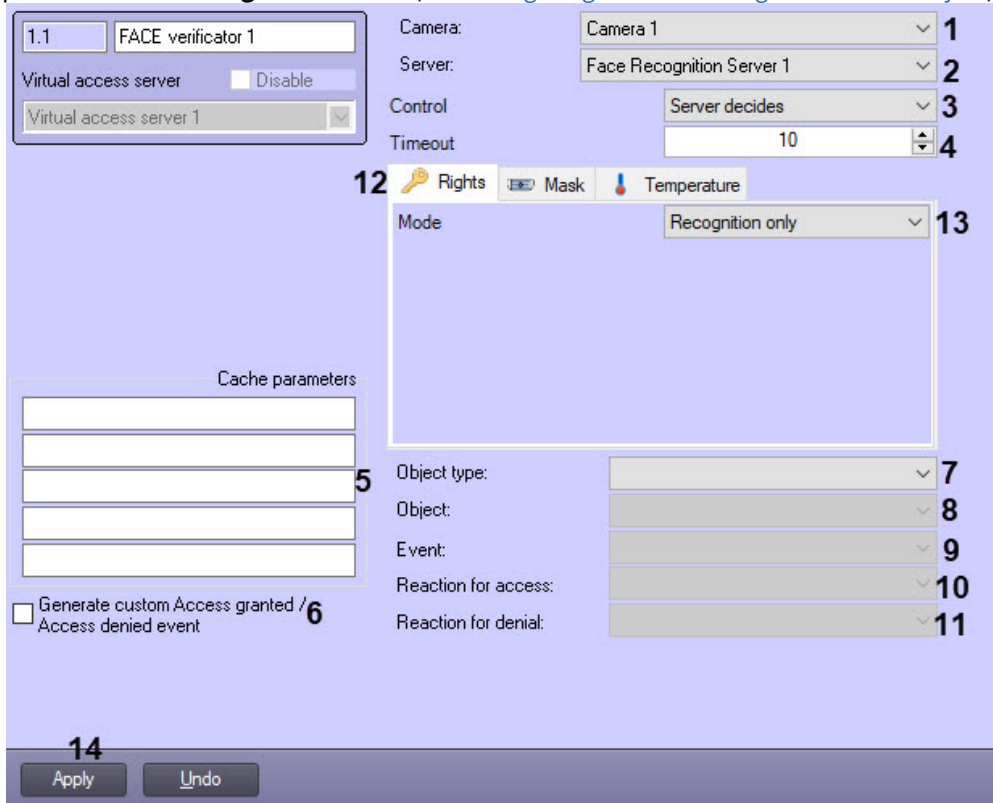 1.1 FACE verificator 1
Virtual access server Disable
Virtual access server 1
Camera: Camera 1 1
Server: Face Recognition Server 1 2
Control Server decides 3
Timeout 10 4
12 Rights Mask Temperature
Mode Recognition only 13
Cache parameters
5
Object type: 7
Object: 8
Event: 9
Reaction for access: 10
Reaction for denial: 11
Generate custom Access granted / 6
Access denied event
14
Apply Undo